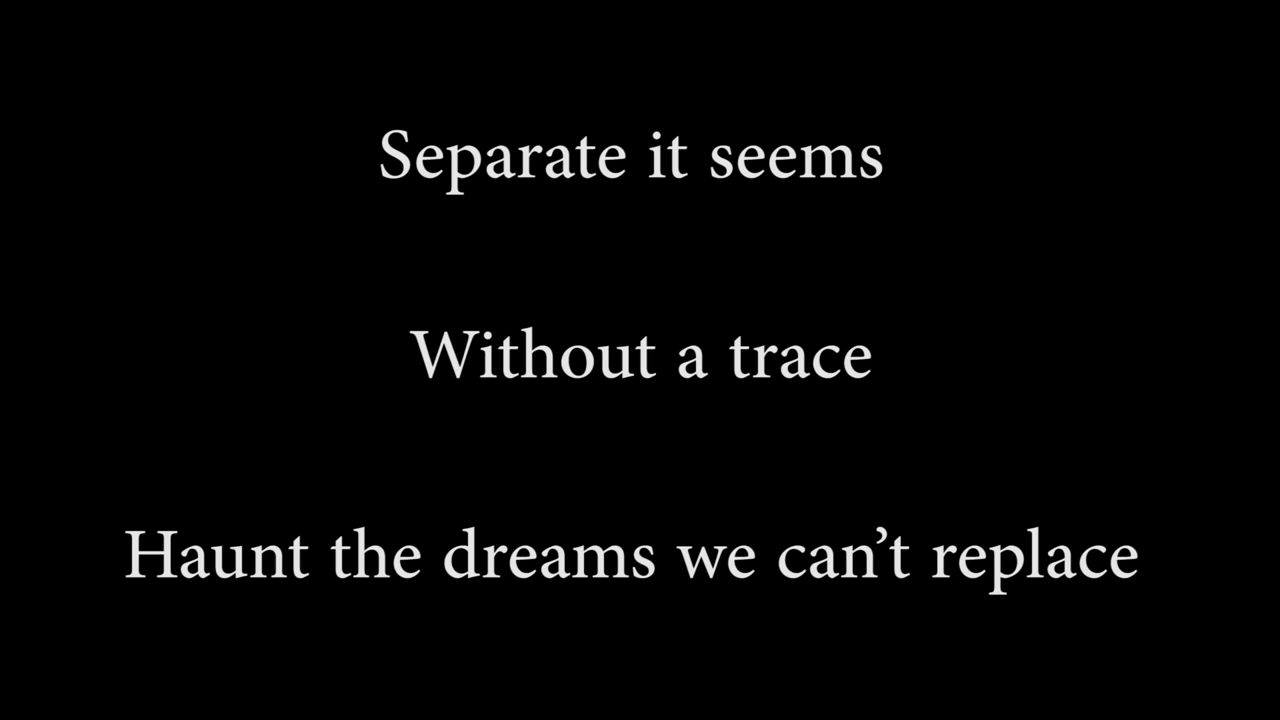 Separate it seems
Without a trace
Haunt the dreams we can’t replace